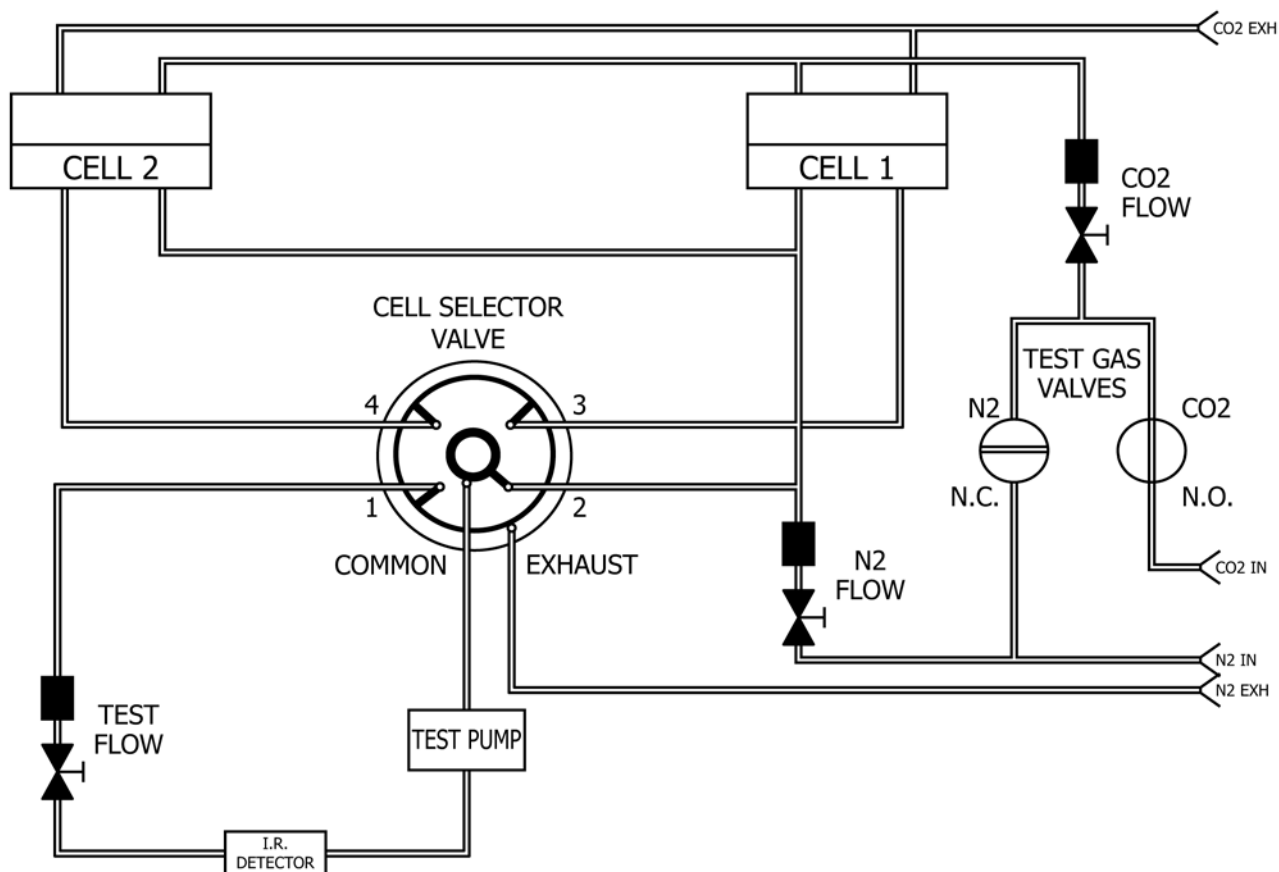 CO2 EXH
CELL 2
CELL 1
CO2
FLOW
CELL SELECTOR
VALVE
TEST GAS
VALVES
4
3
N2
CO2
1
2
N.C.
N.O.
COMMON
EXHAUST
N2
FLOW
CO2 IN
N2 IN
N2 EXH
TEST
FLOW
TEST PUMP
I.R.
DETECTOR